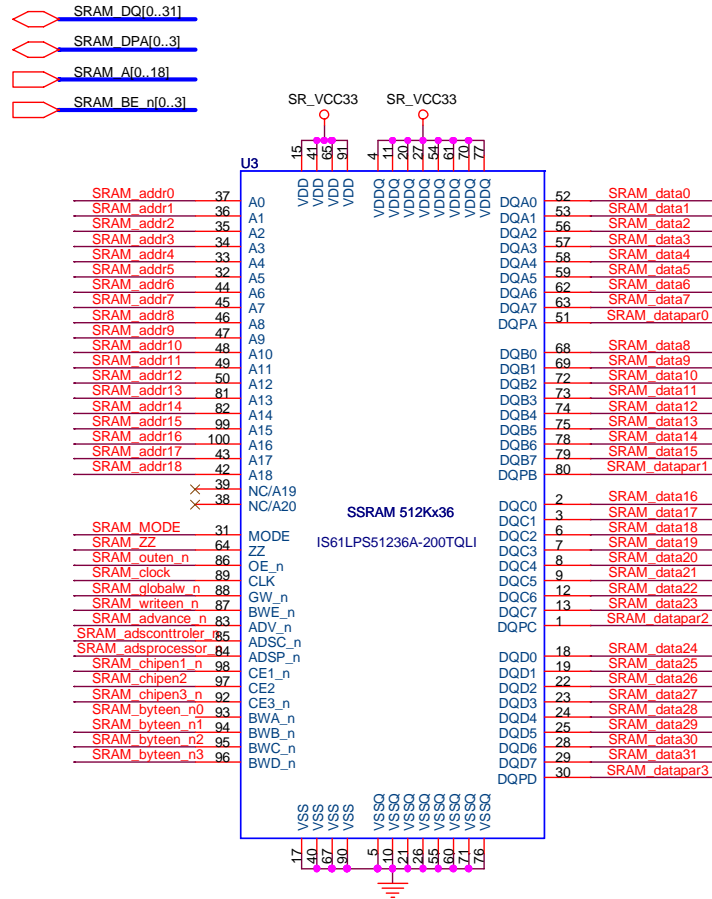 SRAM_DQ[0..31]
SRAM_DPA[0..3]
SRAM_A[0..18]
SRAM_BE_n[0..3]
SR_VCC33 SR_VCC33
15 41 65 91 4 11 20 27 54 61 70 77
U3
VDD VDD VDD VDD VDDQ VDDQ VDDQ VDDQ VDDQ VDDQ VDDQ VDDQ
SRAM_addr0 37 A0 DQA0 52 SRAM_data0
SRAM_addr1 36 A1 DQA1 53 SRAM_data1
SRAM_addr2 35 A2 DQA2 56 SRAM_data2
SRAM_addr3 34 A3 DQA3 57 SRAM_data3
SRAM_addr4 33 A4 DQA4 58 SRAM_data4
SRAM_addr5 32 A5 DQA5 59 SRAM_data5
SRAM_addr6 44 A6 DQA6 62 SRAM_data6
SRAM_addr7 45 A7 DQA7 63 SRAM_data7
SRAM_addr8 46 A8 DQPA 51 SRAM_datapar0
SRAM_addr9 47 A9
SRAM_addr10 48 A10 DQB0 68 SRAM_data8
SRAM_addr11 49 A11 DQB1 69 SRAM_data9
SRAM_addr12 50 A12 DQB2 72 SRAM_data10
SRAM_addr13 81 A13 DQB3 73 SRAM_data11
SRAM_addr14 82 A14 DQB4 74 SRAM_data12
SRAM_addr15 99 A15 DQB5 75 SRAM_data13
SRAM_addr16 100 A16 DQB6 78 SRAM_data14
SRAM_addr17 43 A17 DQB7 79 SRAM_data15
SRAM_addr18 42 A18 DQPB 80 SRAM_datapar1
39 NC/A19
38 NC/A20 DQC0 2 SRAM_data16
SSRAM 512Kx36 DQC1 3 SRAM_data17
SRAM_MODE 31 MODE DQC2 6 SRAM_data18
SRAM_ZZ 64 ZZ IS61LPS51236A-200TQLI DQC3 7 SRAM_data19
SRAM_outen_n 86 OE_n DQC4 8 SRAM_data20
SRAM_clock 89 CLK DQC5 9 SRAM_data21
SRAM_globalw_n 88 GW_n DQC6 12 SRAM_data22
SRAM_writeen_n 87 BWE_n DQC7 13 SRAM_data23
SRAM_advance_n 83 ADV_n DQPC 1 SRAM_datapar2
SRAM_adsconttroler_n 85 ADSC_n
SRAM_adsprocessor_n 84 ADSP_n DQD0 18 SRAM_data24
SRAM_chipen1_n 98 CE1_n DQD1 19 SRAM_data25
SRAM_chipen2 97 CE2 DQD2 22 SRAM_data26
SRAM_chipen3_n 92 CE3_n DQD3 23 SRAM_data27
SRAM_byteen_n0 93 BWA_n DQD4 24 SRAM_data28
SRAM_byteen_n1 94 BWB_n DQD5 25 SRAM_data29
SRAM_byteen_n2 95 BWC_n DQD6 28 SRAM_data30
SRAM_byteen_n3 96 BWD_n DQD7 29 SRAM_data31
DQPD 30 SRAM_datapar3
VSS VSS VSS VSS VSSQ VSSQ VSSQ VSSQ VSSQ VSSQ VSSQ VSSQ
17 40 67 90 5 10 21 26 55 60 71 76